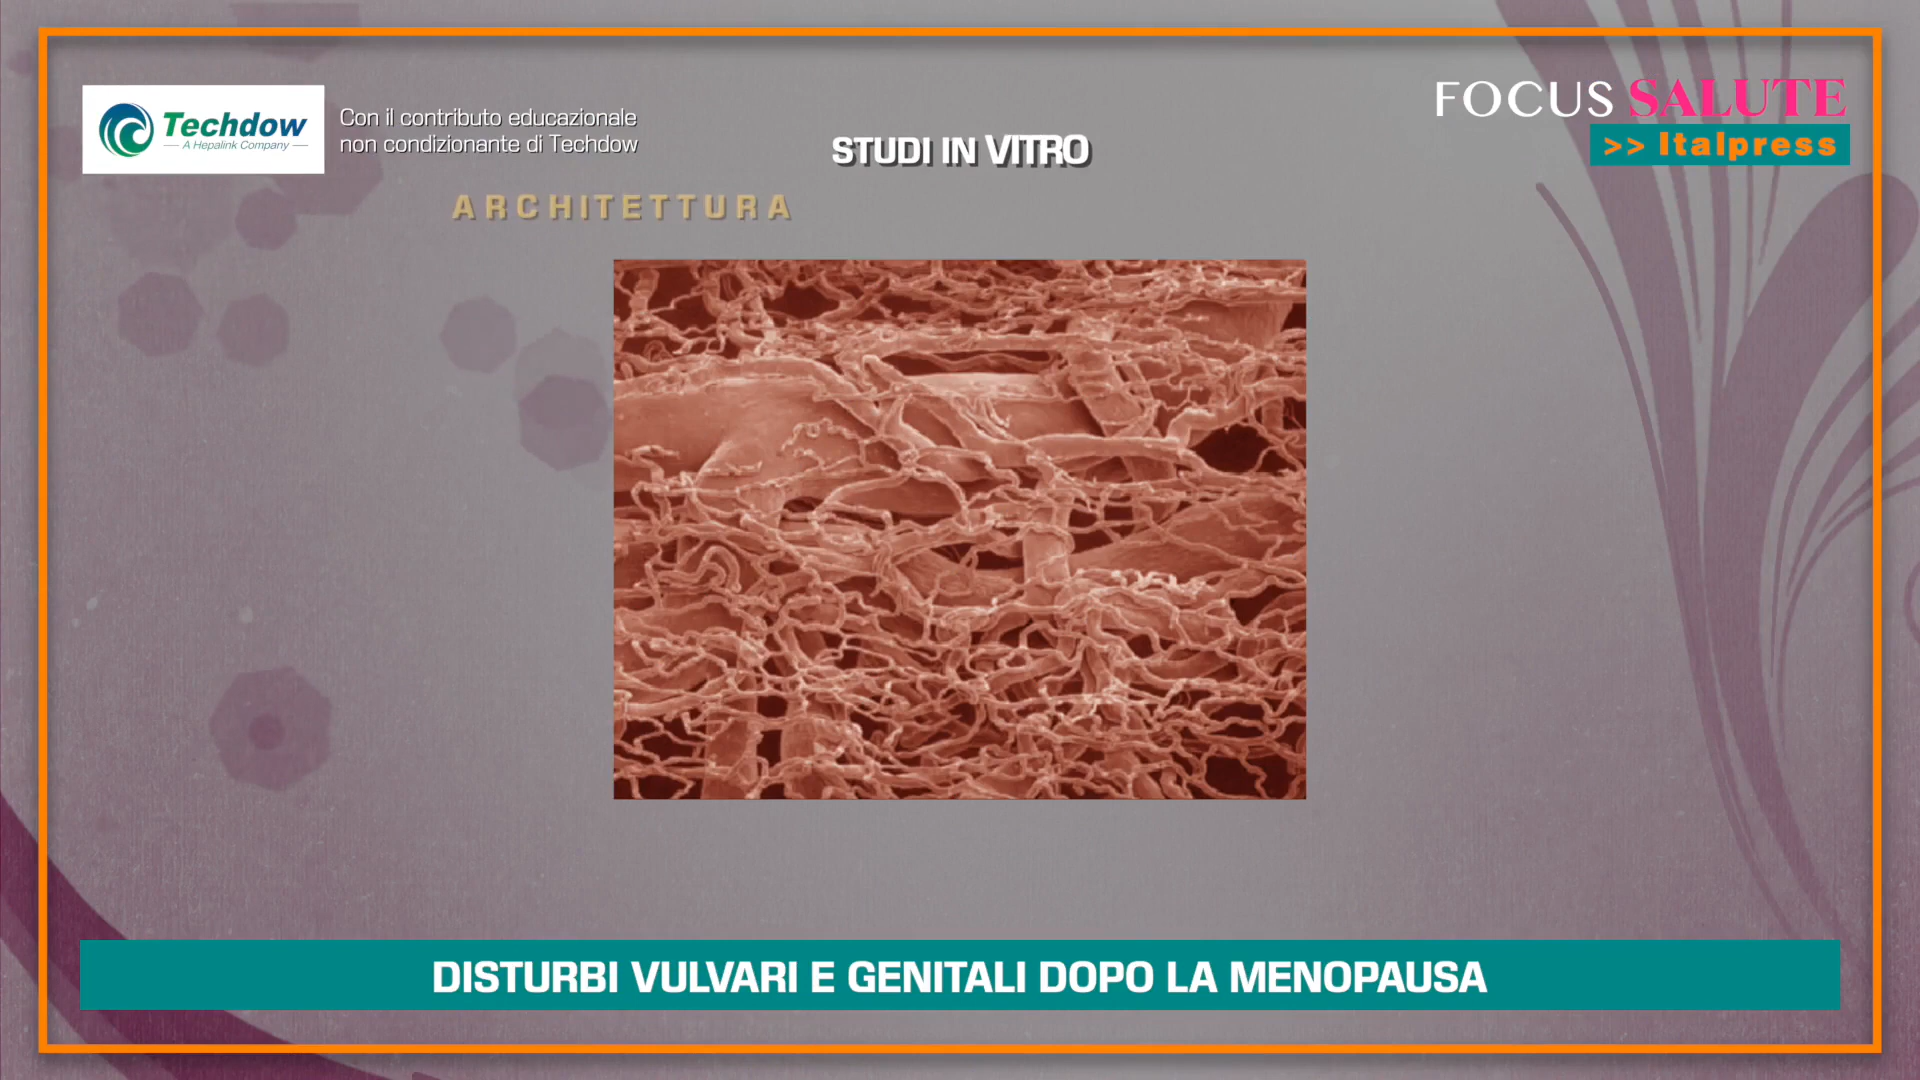 Techdow
A Hepalink Company
Con il contributo educazionale
non condizionante di Techdow
STUDI IN VITRO
FOCUS SALUTE
>> Italpress
ARCHITETTURA
DISTURBI VULVARI E GENITALI DOPO LA MENOPAUSA